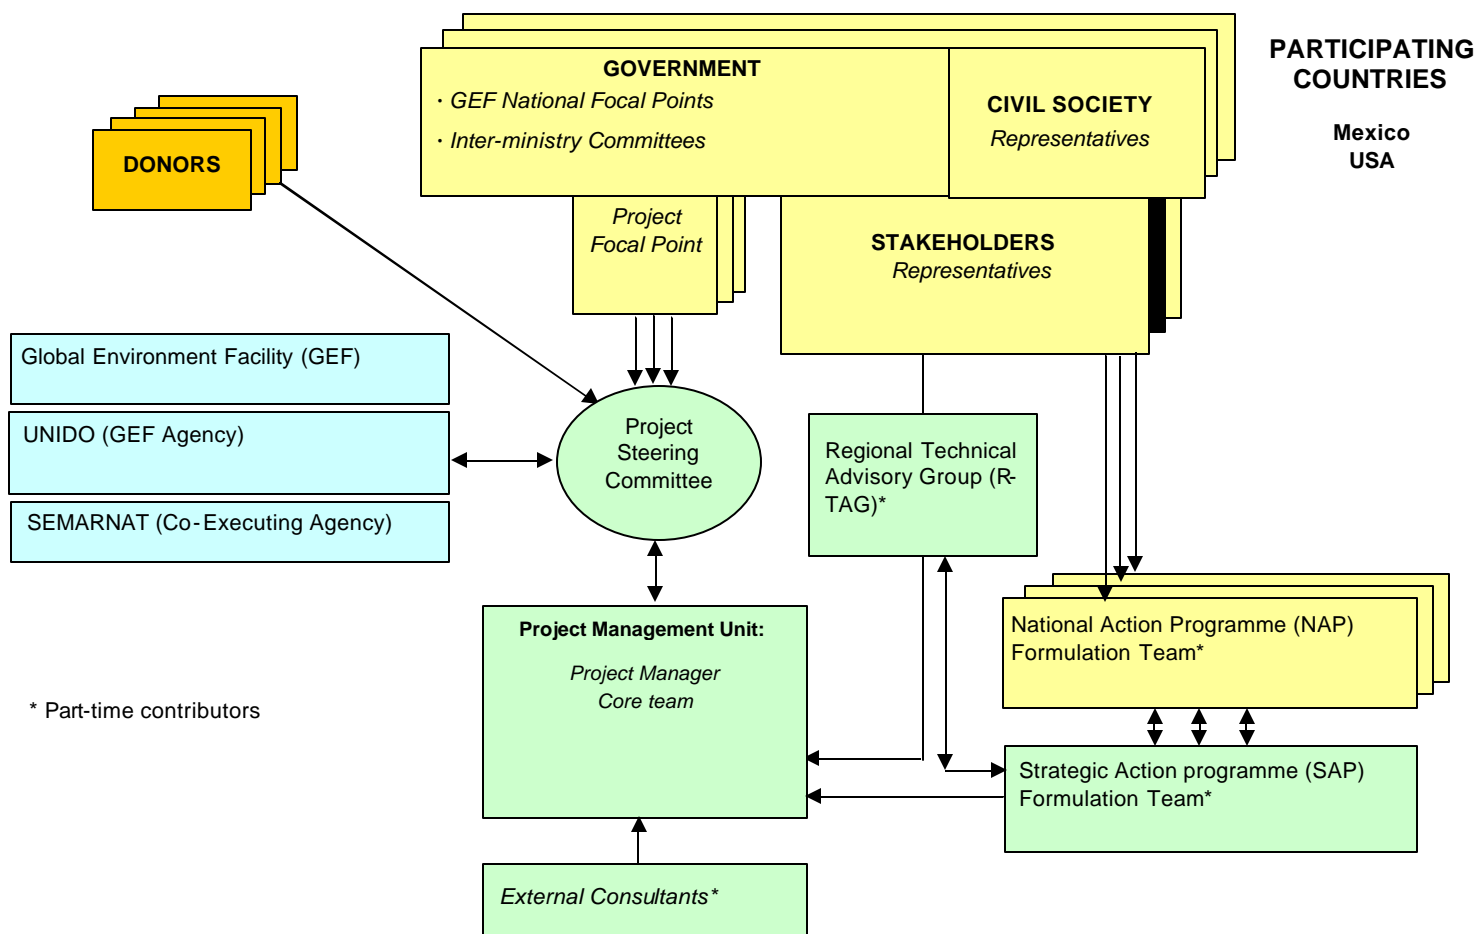 PARTICIPATING
COUNTRIES
Mexico
USA
GOVERNMENT
· GEF National Focal Points
· Inter-ministry Committees
CIVIL SOCIETY
Representatives
DONORS
Project
Focal Point
STAKEHOLDERS
Representatives
Global Environment Facility (GEF)
UNIDO (GEF Agency)
SEMARNAT (Co-Executing Agency)
Project
Steering
Committee
Regional Technical
Advisory Group (R-
TAG)*
Project Management Unit:
Project Manager
Core team
National Action Programme (NAP)
Formulation Team*
* Part-time contributors
Strategic Action programme (SAP)
Formulation Team*
External Consultants*